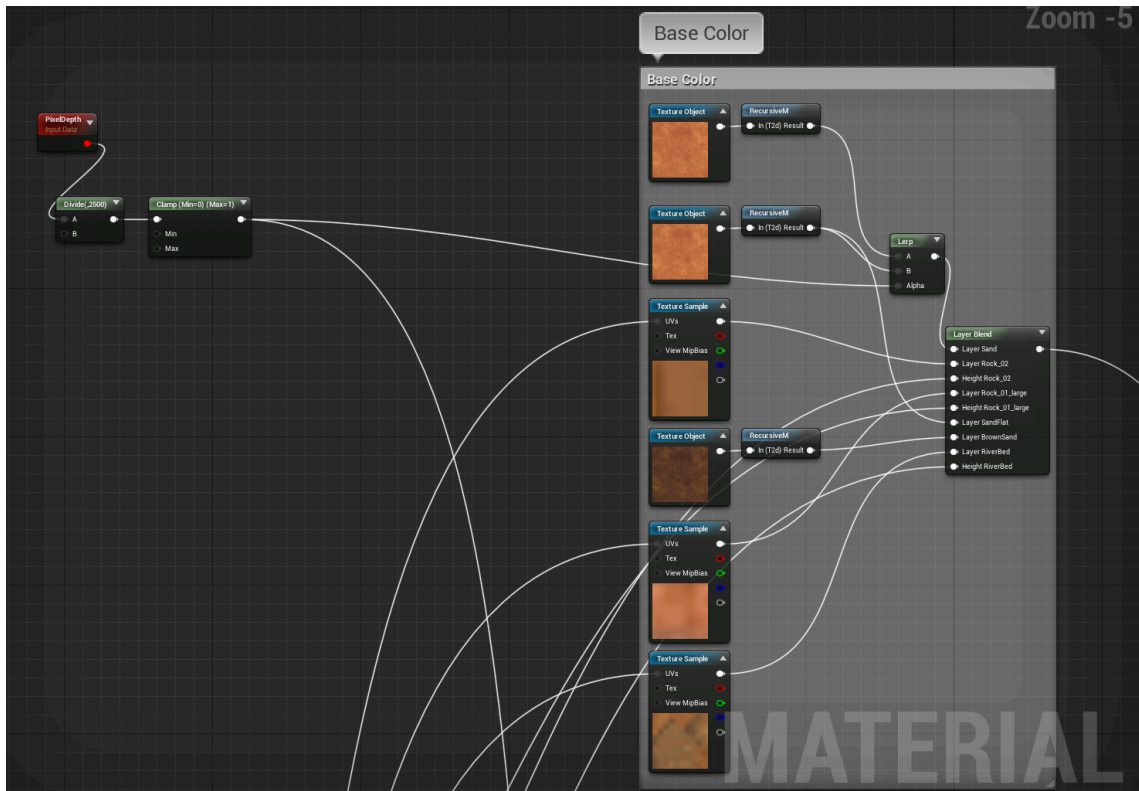 Zoom -5
Base Color
Base Color
PixelDepth
Input Data
Divide(,2500)
A
B
Clamp (Min=0) (Max=1)
Min
Max
Texture Object
RecursiveM
In (T2d) Result
Texture Object
RecursiveM
In (T2d) Result
Lerp
A
B
Alpha
Texture Sample
UVs
Tex
View MipBias
Layer Blend
Layer Sand
Layer Rock_02
Height Rock_02
Layer Rock_01_large
Height Rock_01_large
Layer SandFlat
Layer BrownSand
Layer RiverBed
Height RiverBed
Texture Object
RecursiveM
In (T2d) Result
Texture Sample
UVs
Tex
View MipBias
Texture Sample
UVs
Tex
View MipBias
MATERIAL